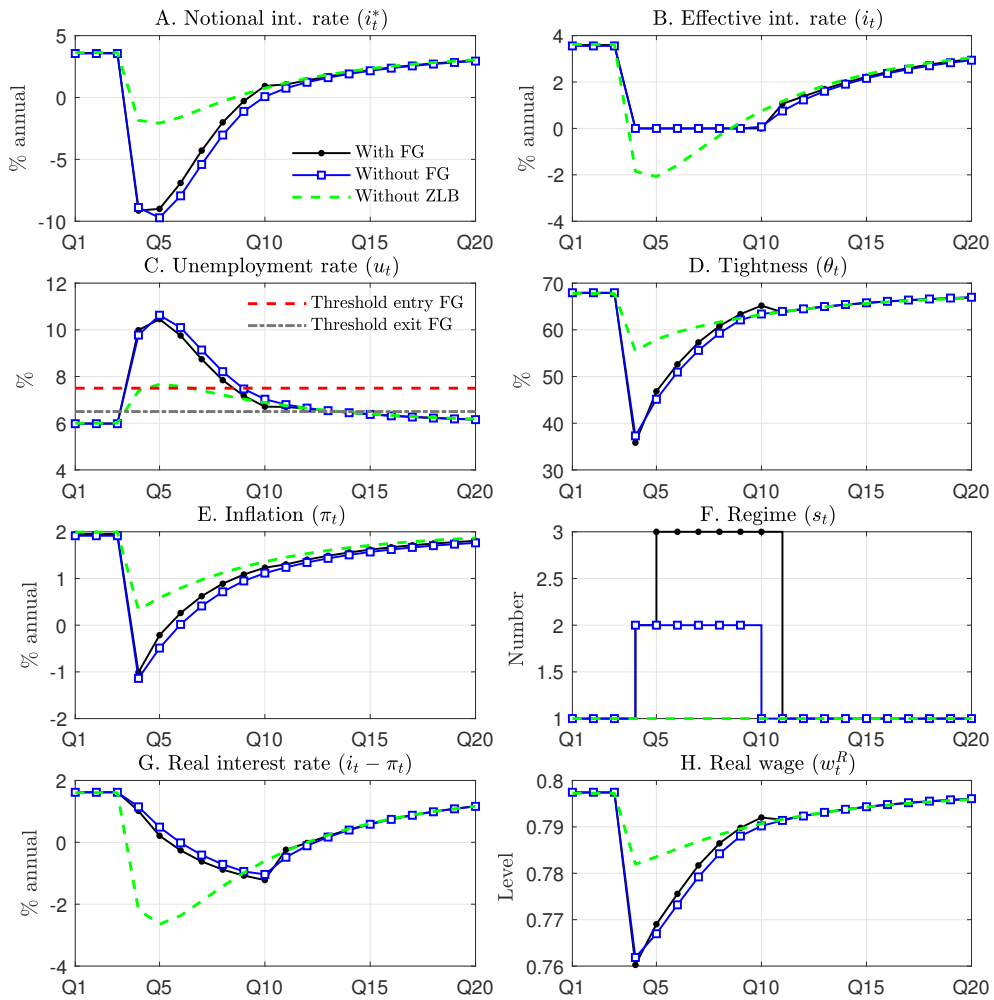 A. Notional int. rate (i*t)
5
0
-5
-10
% annual
With FG
Without FG
Without ZLB
Q1 Q5 Q10 Q15 Q20
B. Effective int. rate (it)
4
2
0
-2
-4
% annual
Q1 Q5 Q10 Q15 Q20
C. Unemployment rate (ut)
12
10
8
6
4
%
Threshold entry FG
Threshold exit FG
Q1 Q5 Q10 Q15 Q20
D. Tightness (θt)
70
60
50
40
30
%
Q1 Q5 Q10 Q15 Q20
E. Inflation (πt)
2
1
0
-1
-2
% annual
Q1 Q5 Q10 Q15 Q20
F. Regime (st)
3
2.5
2
1.5
1
Number
Q1 Q5 Q10 Q15 Q20
G. Real interest rate (it − πt)
2
0
-2
-4
% annual
Q1 Q5 Q10 Q15 Q20
H. Real wage (wRt)
0.8
0.79
0.78
0.77
0.76
Level
Q1 Q5 Q10 Q15 Q20